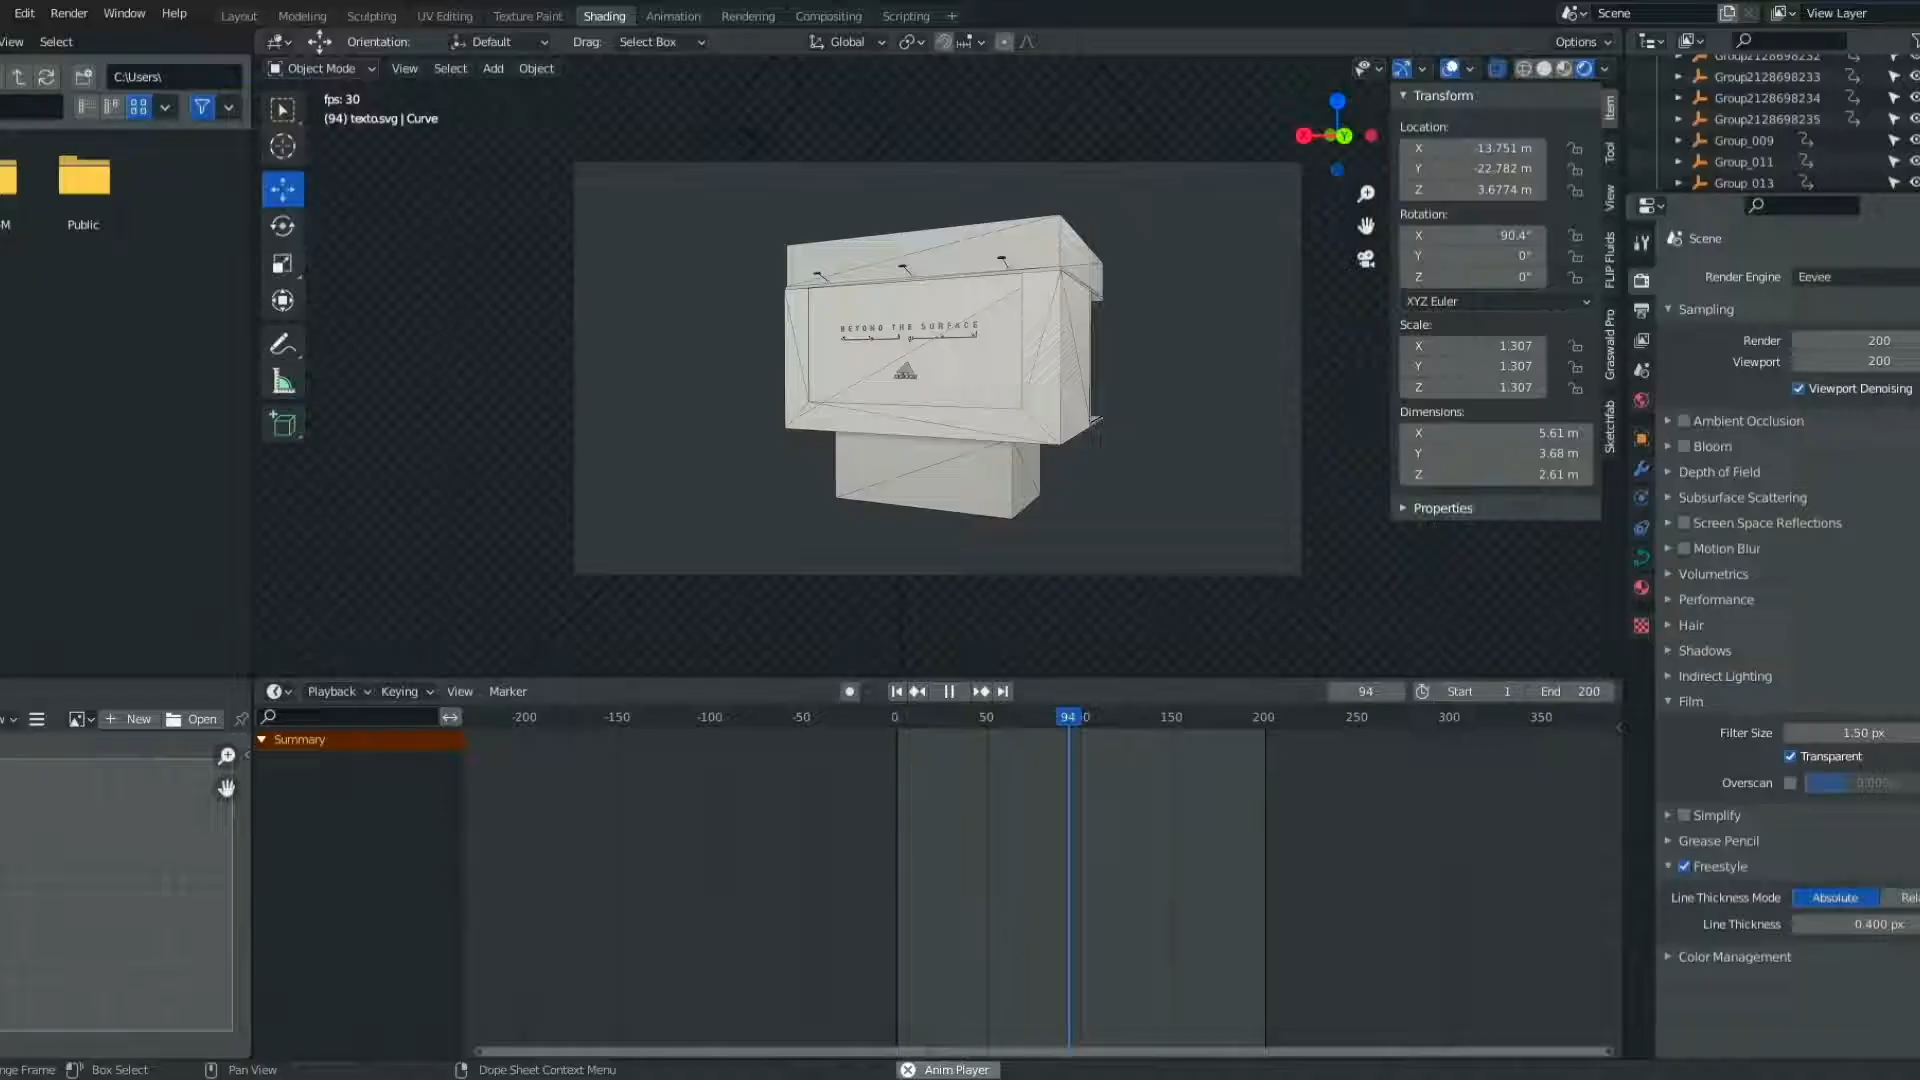 Edit Render Window Help
Layout Modeling Sculpting UV Editing Texture Paint Shading Animation Rendering Compositing Scripting +
Scene
View Layer
View Select
Orientation: Default Drag: Select Box
Global
Options
C:\Users\
Object Mode View Select Add Object
fps: 30
(94) texto.svg | Curve
M
Public
BEYOND THE SURFACE
adidas
X
Y
Transform
Location:
X -13.751 m
Y -22.782 m
Z 3.6774 m
Rotation:
X 90.4°
Y 0°
Z 0°
XYZ Euler
Scale:
X 1.307
Y 1.307
Z 1.307
Dimensions:
X 5.61 m
Y 3.68 m
Z 2.61 m
Properties
Item
Tool
View
FLIP Fluids
Graswald Pro
Sketchfab
Group2128698232
Group2128698233
Group2128698234
Group2128698235
Group_009
Group_011
Group_013
Scene
Render Engine Eevee
Sampling
Render 200
Viewport 200
Viewport Denoising
Ambient Occlusion
Bloom
Depth of Field
Subsurface Scattering
Screen Space Reflections
Motion Blur
Volumetrics
Performance
Hair
Shadows
Indirect Lighting
Film
Filter Size 1.50 px
Transparent
Overscan
Simplify
Grease Pencil
Freestyle
Line Thickness Mode Absolute Rel
Line Thickness 0.400 px
Color Management
Playback Keying View Marker
94 Start 1 End 200
+ New Open
-200 -150 -100 -50 0 50 94 150 200 250 300 350
Summary
nge Frame Box Select Pan View Dope Sheet Context Menu Anim Player